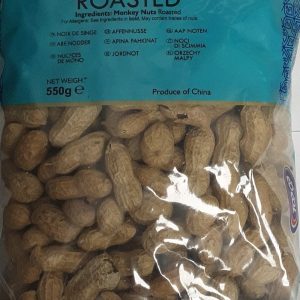 ROASTED
Ingredients: Monkey Nuts Roasted
For Allergens: See Ingredients in bold. May contain traces of nuts.
NOIX DE SINGE
AFFENNUSSE
AAP NOTEN
ABE NODDER
APINA PAHKINAT
NOCI DI SCIMMIA
NUECES DE MONO
JORDNOT
ORZECHY MALPY
NET WEIGHT
550g e
Produce of China